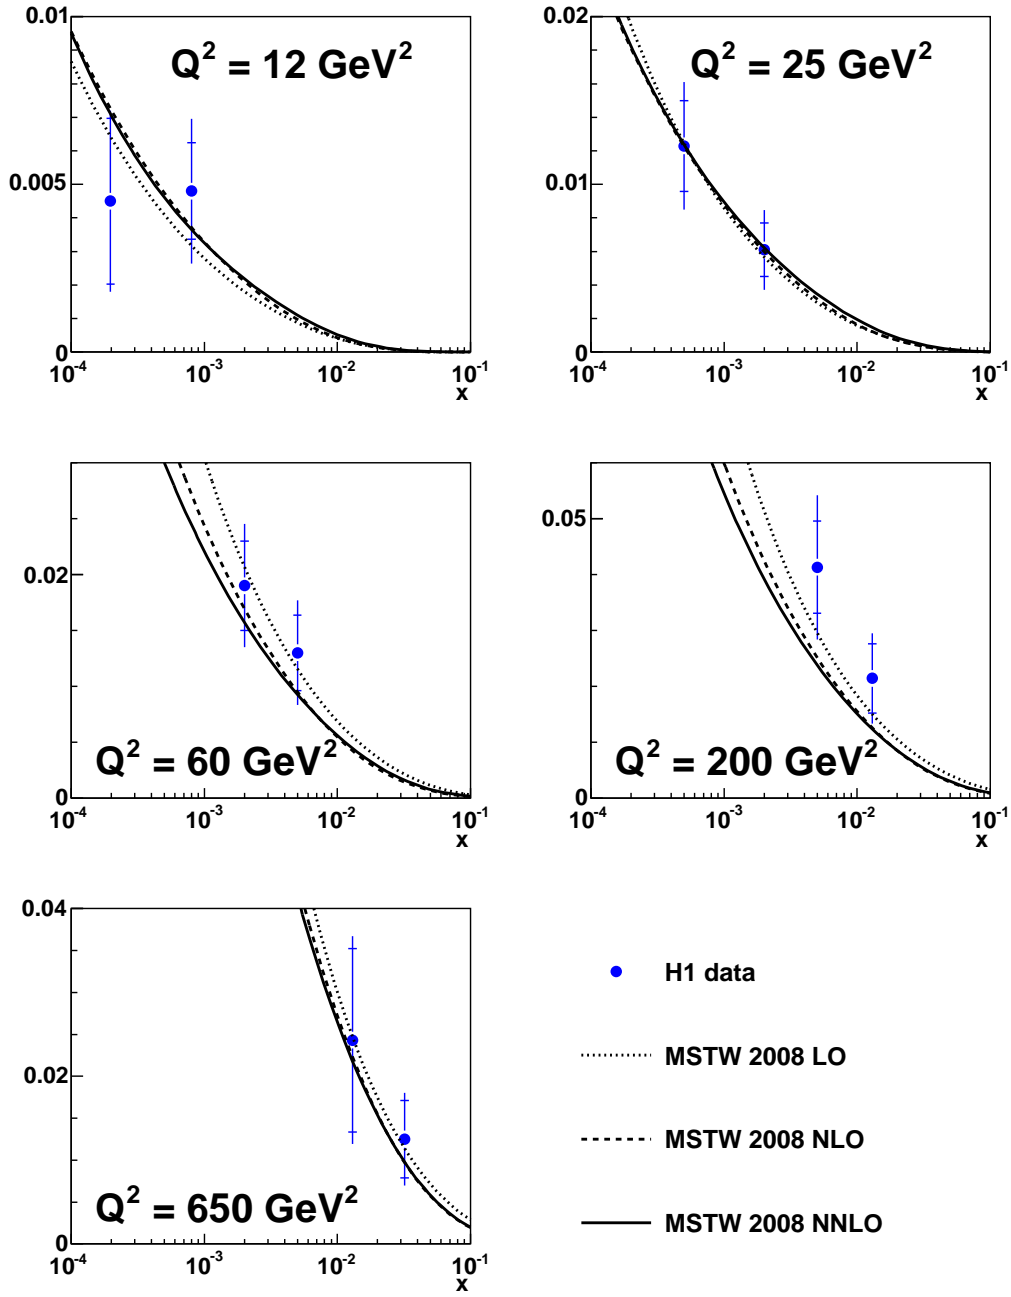 Q² = 12 GeV²
0.01
0.005
0
10⁻⁴ 10⁻³ 10⁻² 10⁻¹
x
Q² = 25 GeV²
0.02
0.01
0
10⁻⁴ 10⁻³ 10⁻² 10⁻¹
x
0.02
Q² = 60 GeV²
0
10⁻⁴ 10⁻³ 10⁻² 10⁻¹
x
0.05
Q² = 200 GeV²
0
10⁻⁴ 10⁻³ 10⁻² 10⁻¹
x
0.04
0.02
Q² = 650 GeV²
0
10⁻⁴ 10⁻³ 10⁻² 10⁻¹
x
H1 data
MSTW 2008 LO
MSTW 2008 NLO
MSTW 2008 NNLO